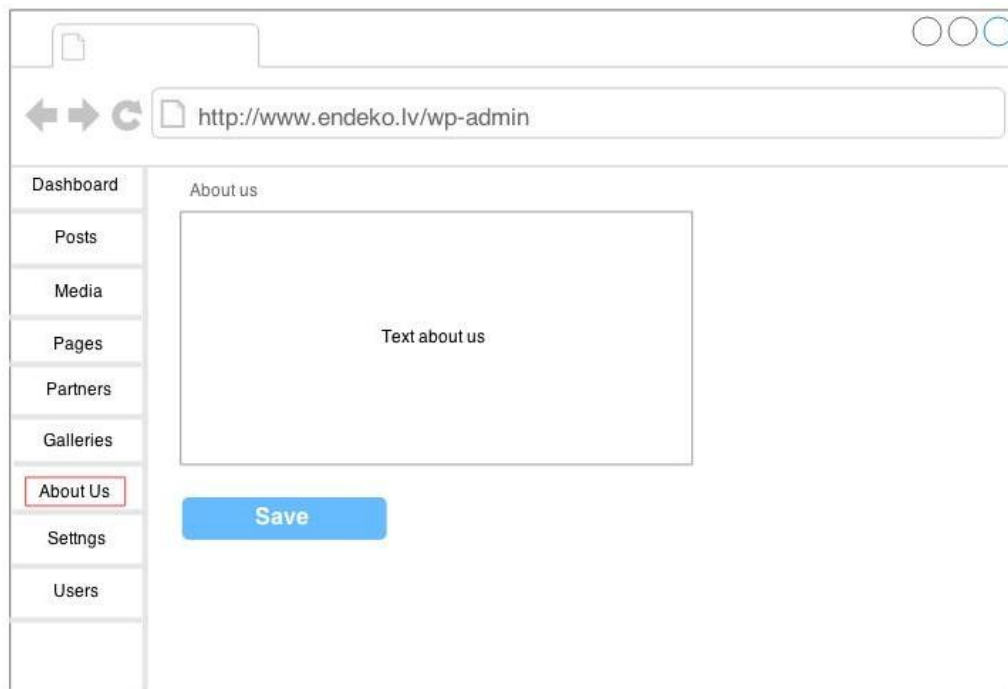 http://www.endeko.lv/wp-admin
Dashboard
Posts
Media
Pages
Partners
Galleries
About Us
Settngs
Users
About us
Text about us
Save